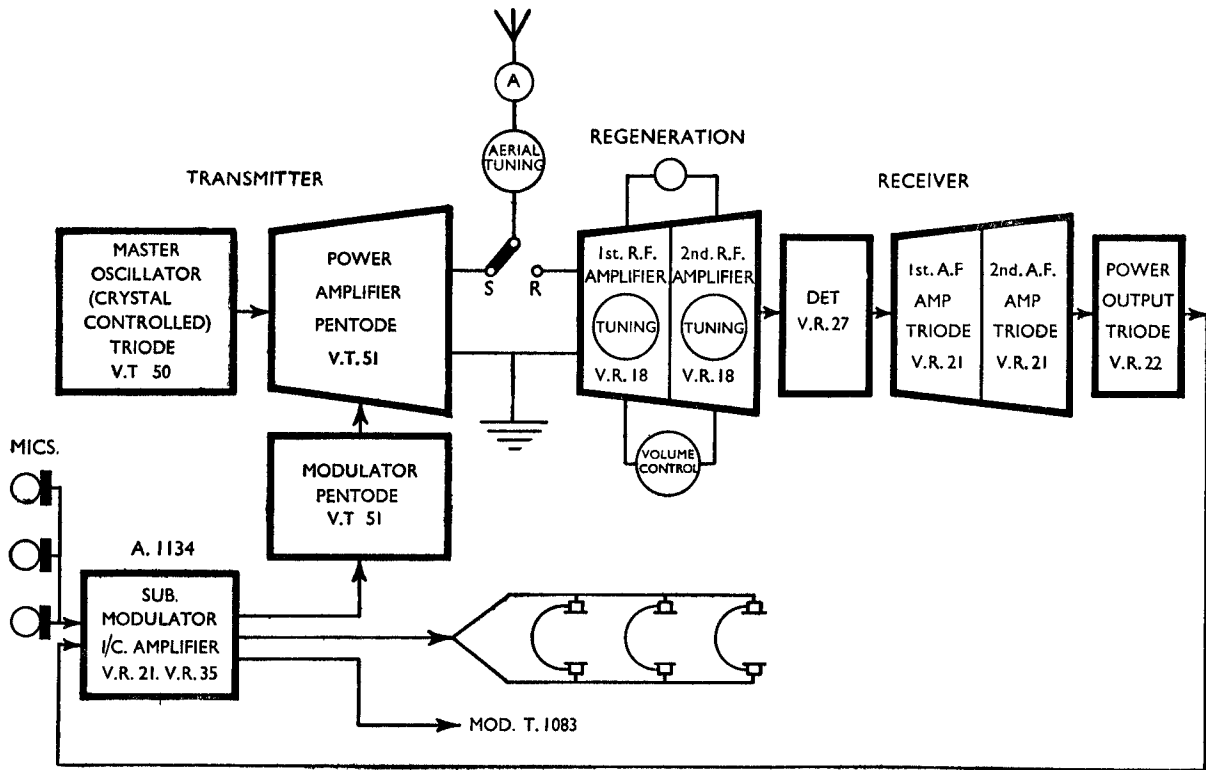 A
AERIAL
TUNING
REGENERATION
TRANSMITTER
RECEIVER
MASTER
OSCILLATOR
(CRYSTAL
CONTROLLED)
TRIODE
V.T 50
POWER
AMPLIFIER
PENTODE
V.T. 51
S
R
1st. R.F.
AMPLIFIER
TUNING
V.R. 18
2nd. R.F.
AMPLIFIER
TUNING
V.R. 18
DET
V.R. 27
1st. A.F
AMP
TRIODE
V.R. 21
2nd. A.F.
AMP
TRIODE
V.R. 21
POWER
OUTPUT
TRIODE
V.R. 22
VOLUME
CONTROL
MICS.
MODULATOR
PENTODE
V.T 51
A. 1134
SUB.
MODULATOR
I/C. AMPLIFIER
V.R. 21. V.R. 35
MOD. T. 1083